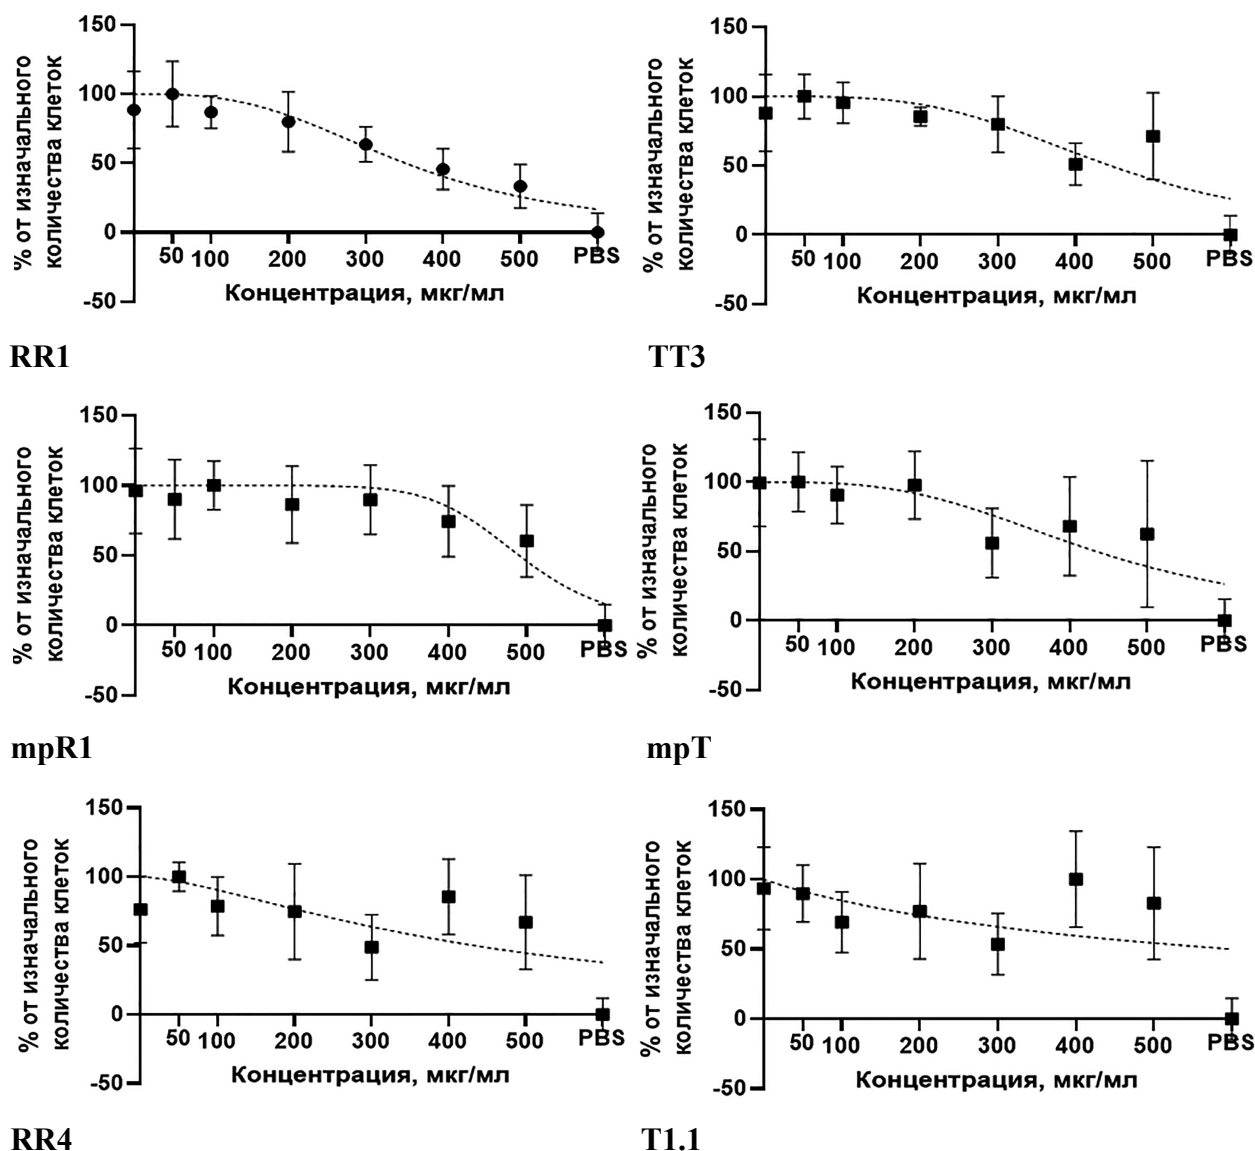 % от изначального
количества клеток
150
100
50
0
-50
50 100 200 300 400 500 PBS
Концентрация, мкг/мл
RR1
% от изначального
количества клеток
150
100
50
0
-50
50 100 200 300 400 500 PBS
Концентрация, мкг/мл
TT3
% от изначального
количества клеток
150
100
50
0
-50
50 100 200 300 400 500 PBS
Концентрация, мкг/мл
mpR1
% от изначального
количества клеток
150
100
50
0
-50
50 100 200 300 400 500 PBS
Концентрация, мкг/мл
mpT
% от изначального
количества клеток
150
100
50
0
-50
50 100 200 300 400 500 PBS
Концентрация, мкг/мл
RR4
% от изначального
количества клеток
150
100
50
0
-50
50 100 200 300 400 500 PBS
Концентрация, мкг/мл
T1.1